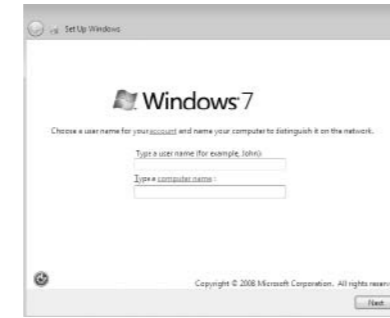 Set Up Windows
Windows 7
Choose a user name for your account and name your computer to distinguish it on the network.
Type a user name (for example, John):
Type a computer name :
Copyright © 2008 Microsoft Corporation. All rights reserv
Next